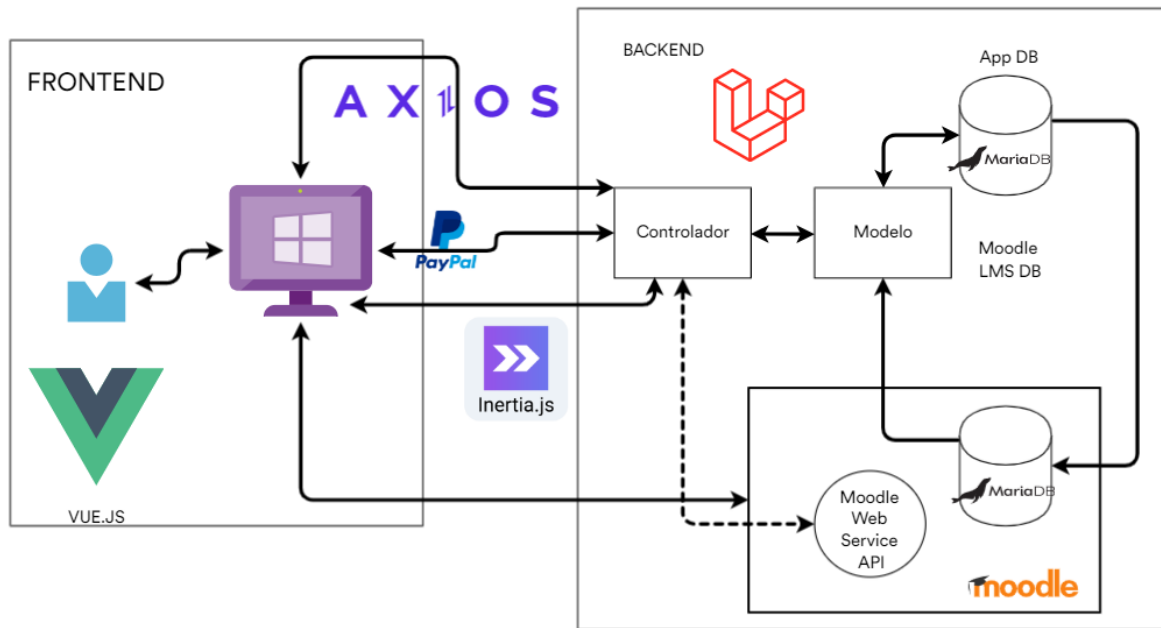 FRONTEND
BACKEND
App DB
AXIOS
MariaDB
PayPal
Controlador
Modelo
Moodle
LMS DB
Inertia.js
VUE.JS
MariaDB
Moodle
Web
Service
API
moodle